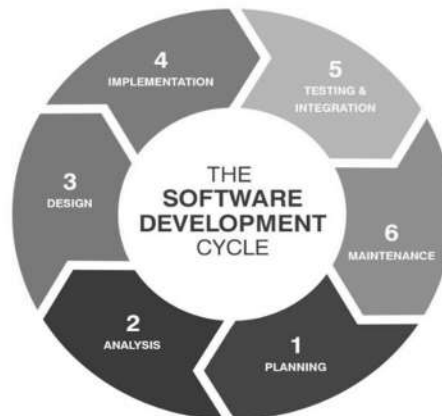 THE
SOFTWARE
DEVELOPMENT
CYCLE
1
PLANNING
2
ANALYSIS
3
DESIGN
4
IMPLEMENTATION
5
TESTING &
INTEGRATION
6
MAINTENANCE